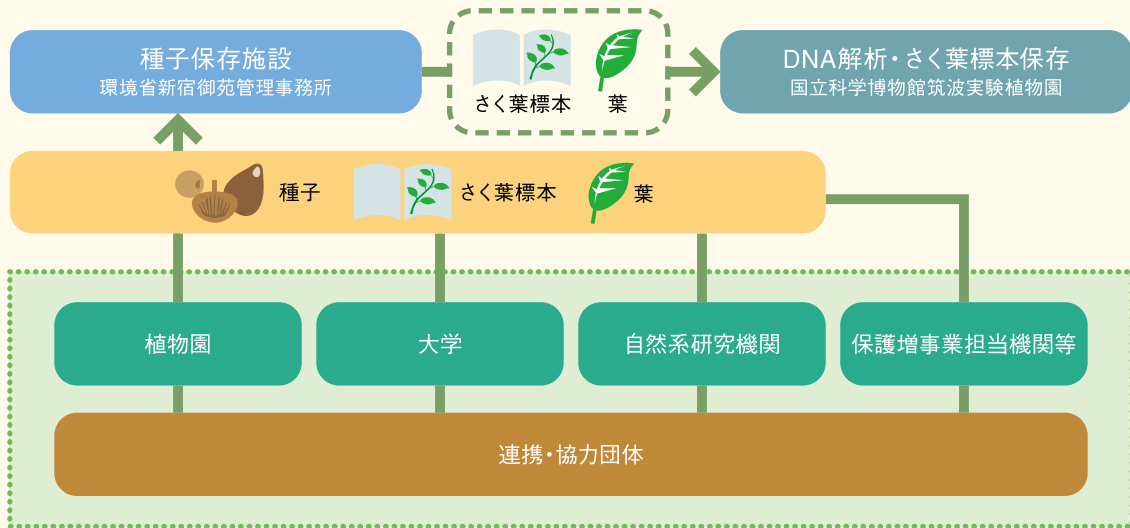 種子保存施設
環境省新宿御苑管理事務所
さく葉標本
葉
DNA解析・さく葉標本保存
国立科学博物館筑波実験植物園
種子
さく葉標本
葉
植物園
大学
自然系研究機関
保護増事業担当機関等
連携・協力団体